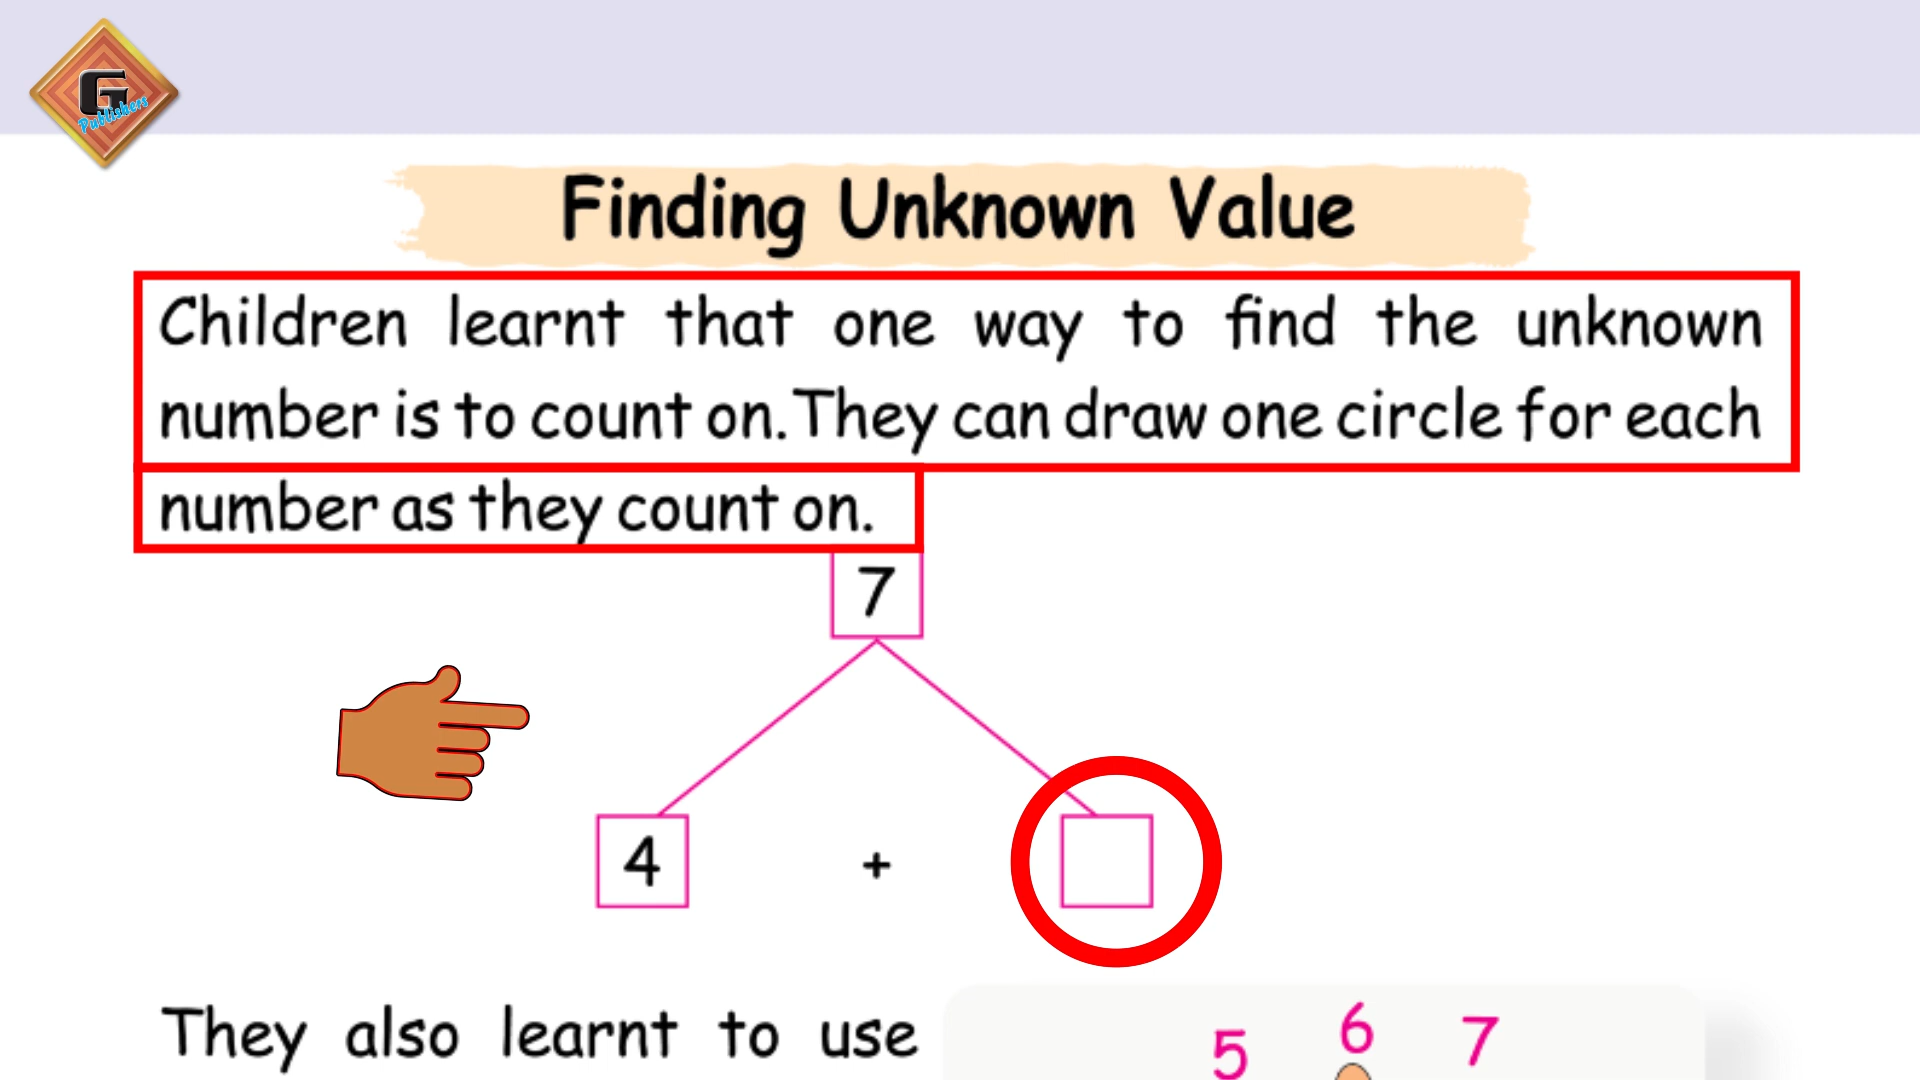 G
Publishers
Finding Unknown Value
Children learnt that one way to find the unknown
number is to count on. They can draw one circle for each
number as they count on.
7
4 +
They also learnt to use
5 6 7